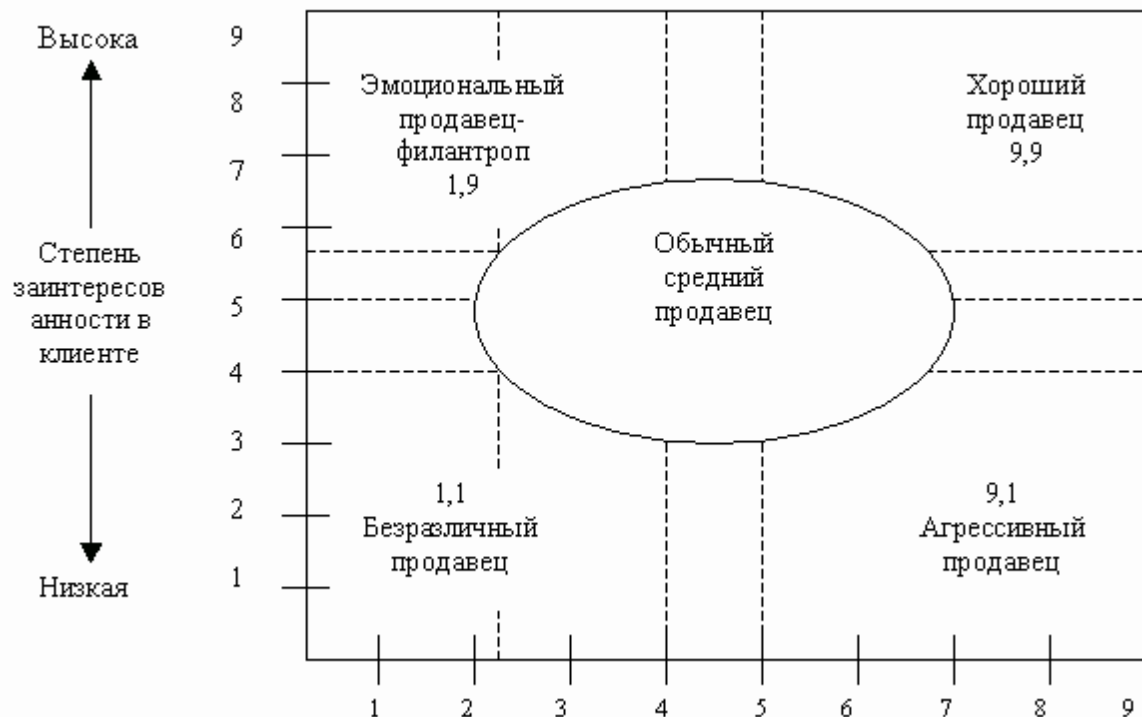 Высока
Степень
заинтересов
анности в
клиенте
Низкая
9
8
7
6
5
4
3
2
1
Эмоциональный
продавец-
филантроп
1,9
Хороший
продавец
9,9
Обычный
средний
продавец
1,1
Безразличный
продавец
9,1
Агрессивный
продавец
1 2 3 4 5 6 7 8 9